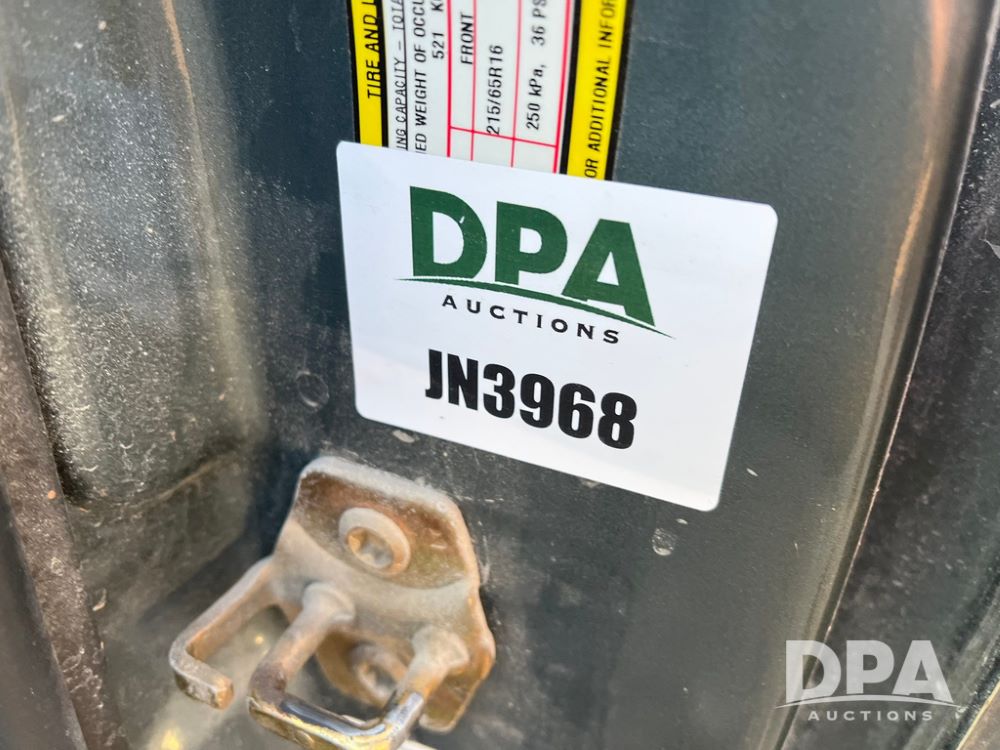 TIRE AND
ING CAPACITY – TOTA
ED WEIGHT OF OCCU
521 K
FRONT
215/65R16
250 kPa, 36 PS
OR ADDITIONAL INFOR
DPA
AUCTIONS
JN3968
DPA
AUCTIONS